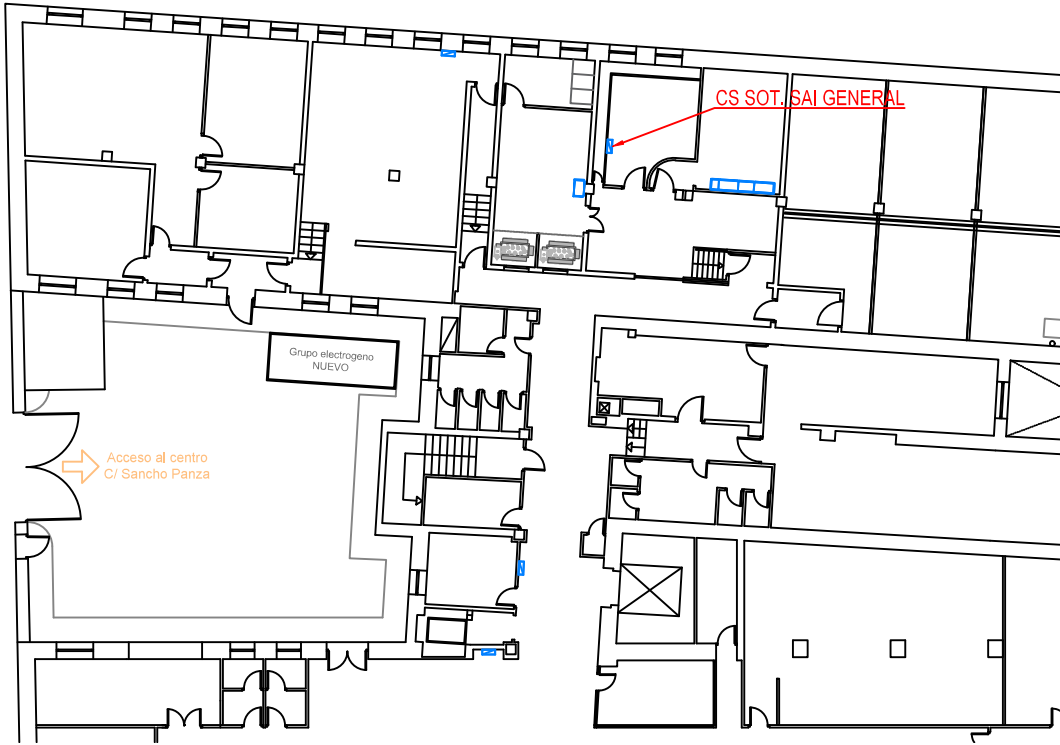 CS SOT. SAI GENERAL
Grupo electrogeno
NUEVO
Acceso al centro
C/ Sancho Panza